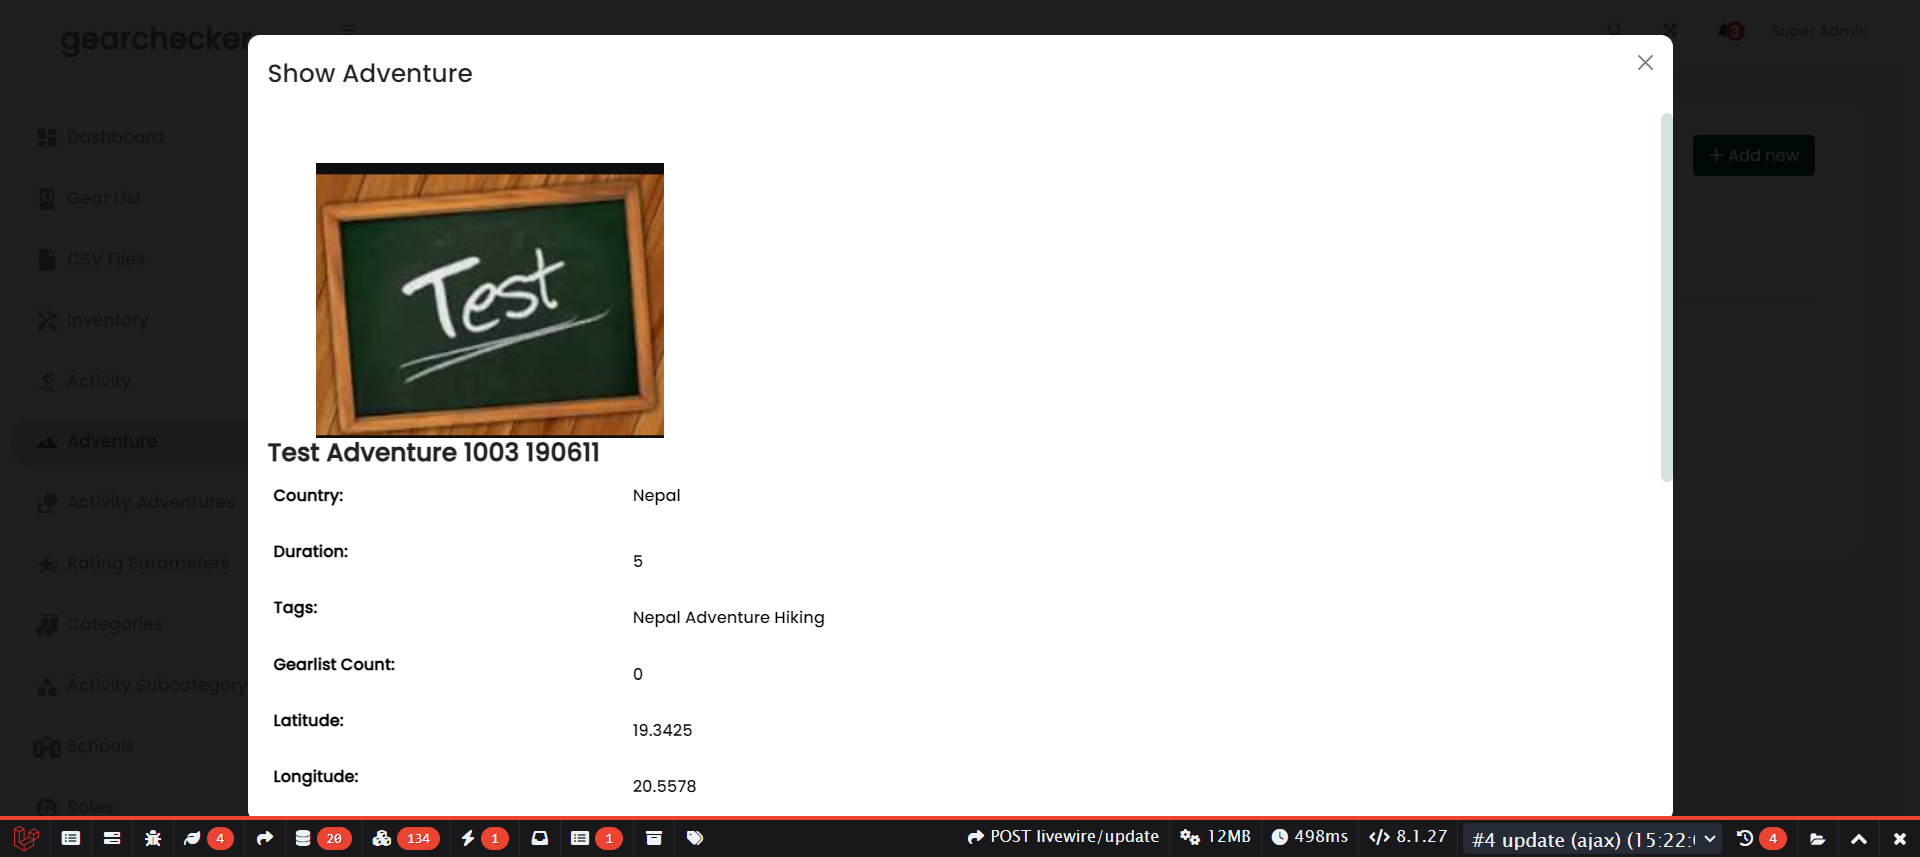 gearchecker
3
Super Admin
Show Adventure
Dashboard
+ Add new
Gear List
CSV Files
Test
Inventory
Activity
Adventure
Test Adventure 1003 190611
Country: Nepal
Activity Adventures
Duration: 5
Rating Parameters
Tags: Nepal Adventure Hiking
Categories
Gearlist Count: 0
Activity Subcategory
Latitude: 19.3425
Schools
Longitude: 20.5578
Roles
4 20 134 1 1 POST livewire/update 12MB 498ms 8.1.27 #4 update (ajax) (15:22: 4